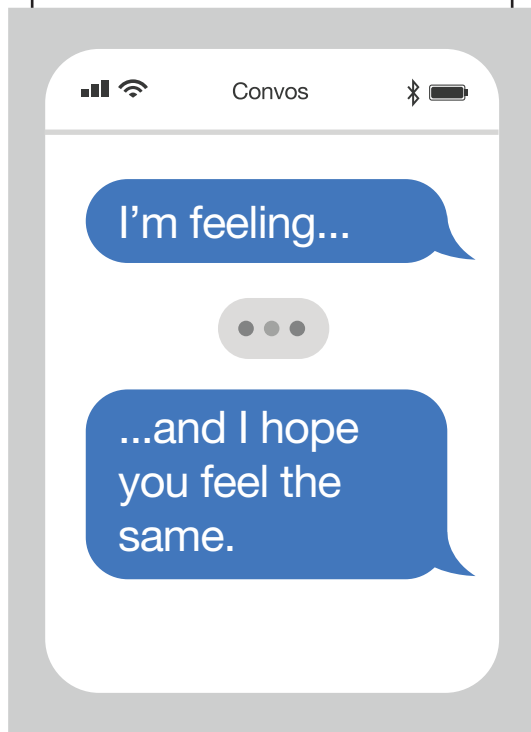 Convos
I’m feeling...
...and I hope
you feel the
same.